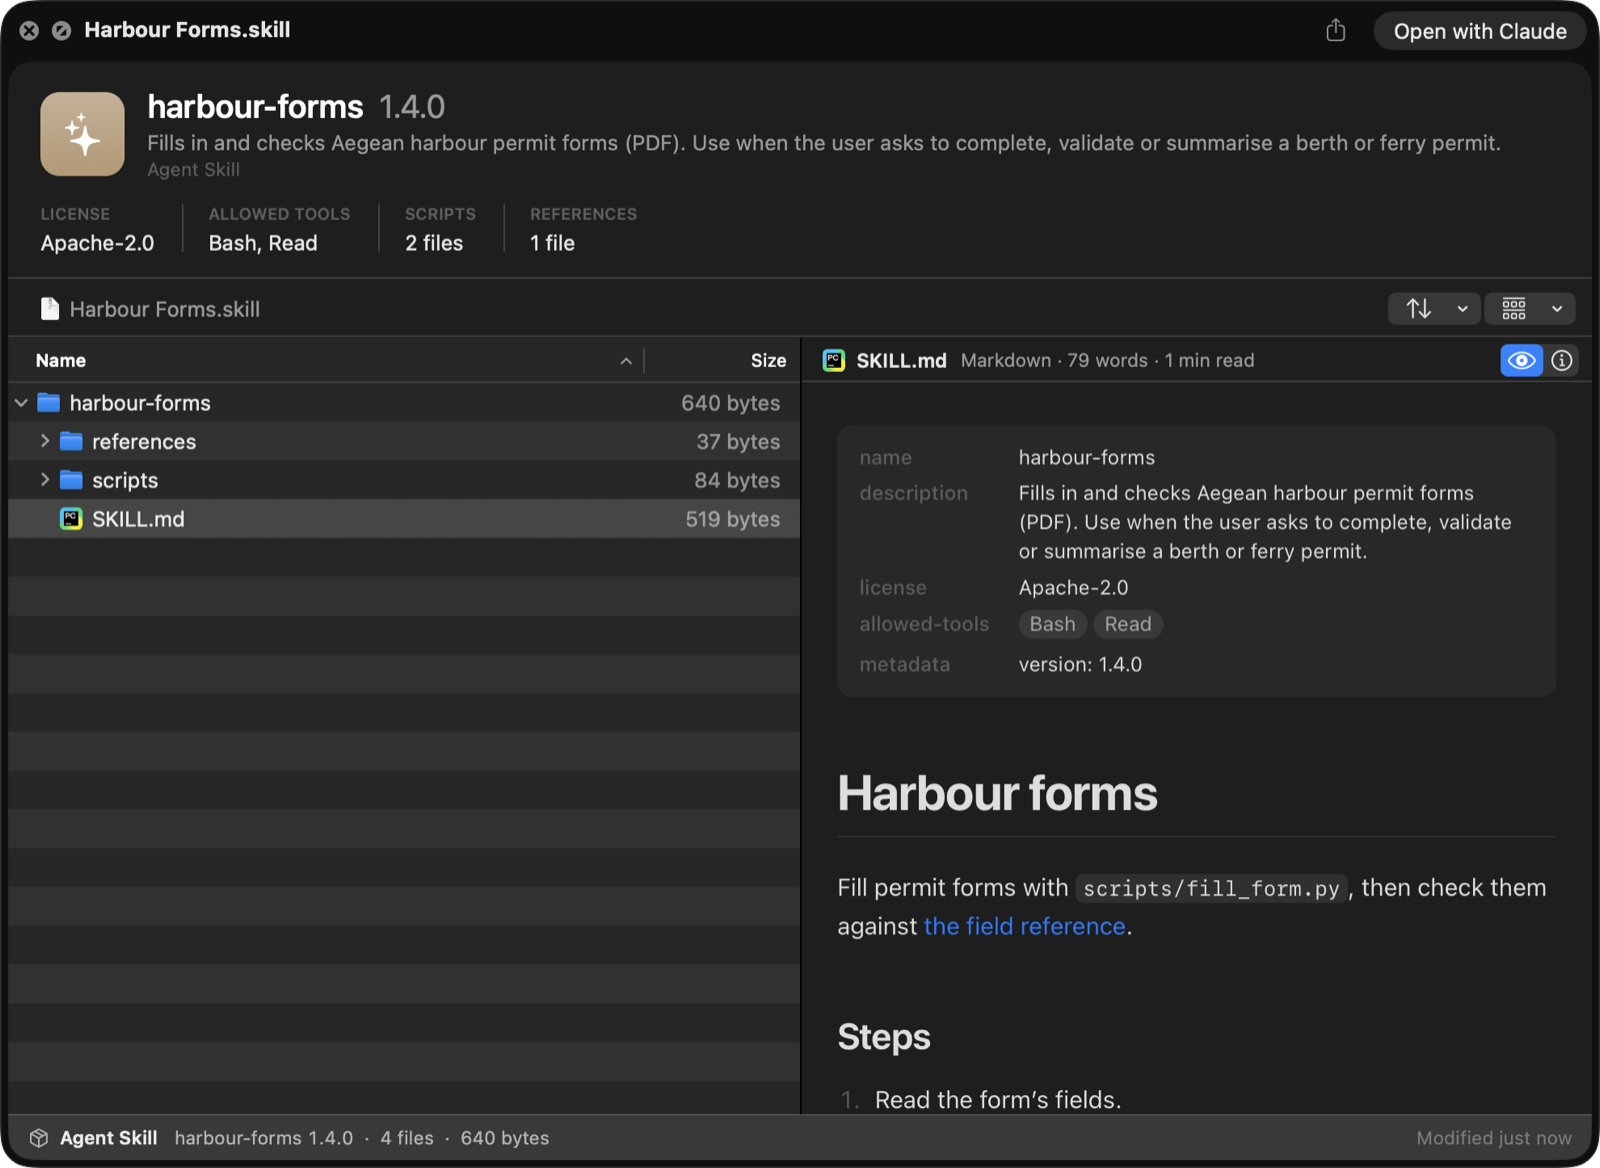 Harbour Forms.skill
Open with Claude
harbour-forms 1.4.0
Fills in and checks Aegean harbour permit forms (PDF). Use when the user asks to complete, validate or summarise a berth or ferry permit.
Agent Skill
LICENSE
Apache-2.0
ALLOWED TOOLS
Bash, Read
SCRIPTS
2 files
REFERENCES
1 file
Harbour Forms.skill
Name Size
harbour-forms 640 bytes
references 37 bytes
scripts 84 bytes
PC SKILL.md 519 bytes
PC SKILL.md Markdown · 79 words · 1 min read
name harbour-forms
description Fills in and checks Aegean harbour permit forms
(PDF). Use when the user asks to complete, validate
or summarise a berth or ferry permit.
license Apache-2.0
allowed-tools Bash Read
metadata version: 1.4.0
Harbour forms
Fill permit forms with scripts/fill_form.py, then check them
against the field reference.
Steps
1. Read the form’s fields.
Agent Skill harbour-forms 1.4.0 · 4 files · 640 bytes
Modified just now